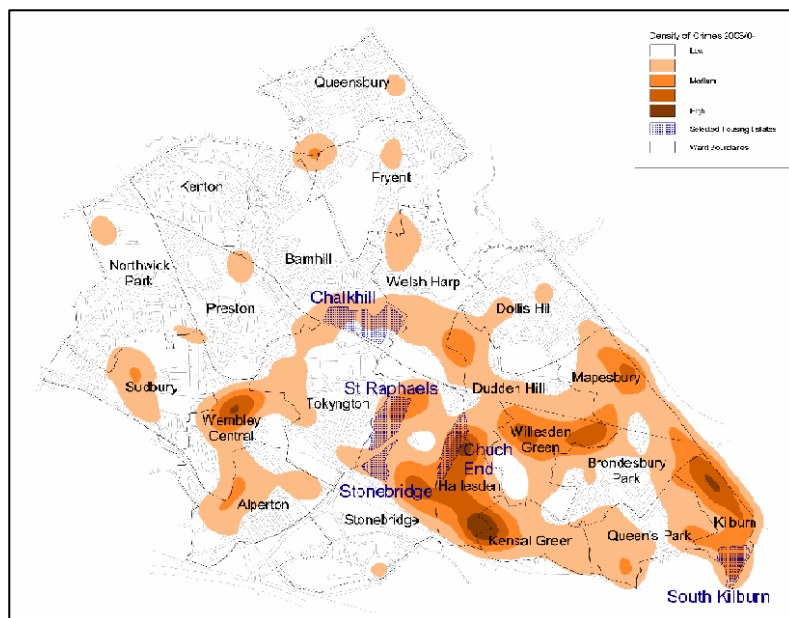 Density of Crimes 2003/0-
Low
Medium
High
Selected Housing Estates
Ward Boundaries
Queensbury
Fryent
Kenton
Northwick
Park
Barnhill
Welsh Harp
Preston
Chalkhill
Dollis Hill
Sudbury
St Raphaels
Dudden Hill
Mapesbury
Tokyngton
Wembley
Central
Willesden
Green
Chuch
End
Brondesbury
Park
Harlesden
Stonebridge
Alperton
Stonebridge
Kensal Green
Queen's Park
Kilburn
South Kilburn